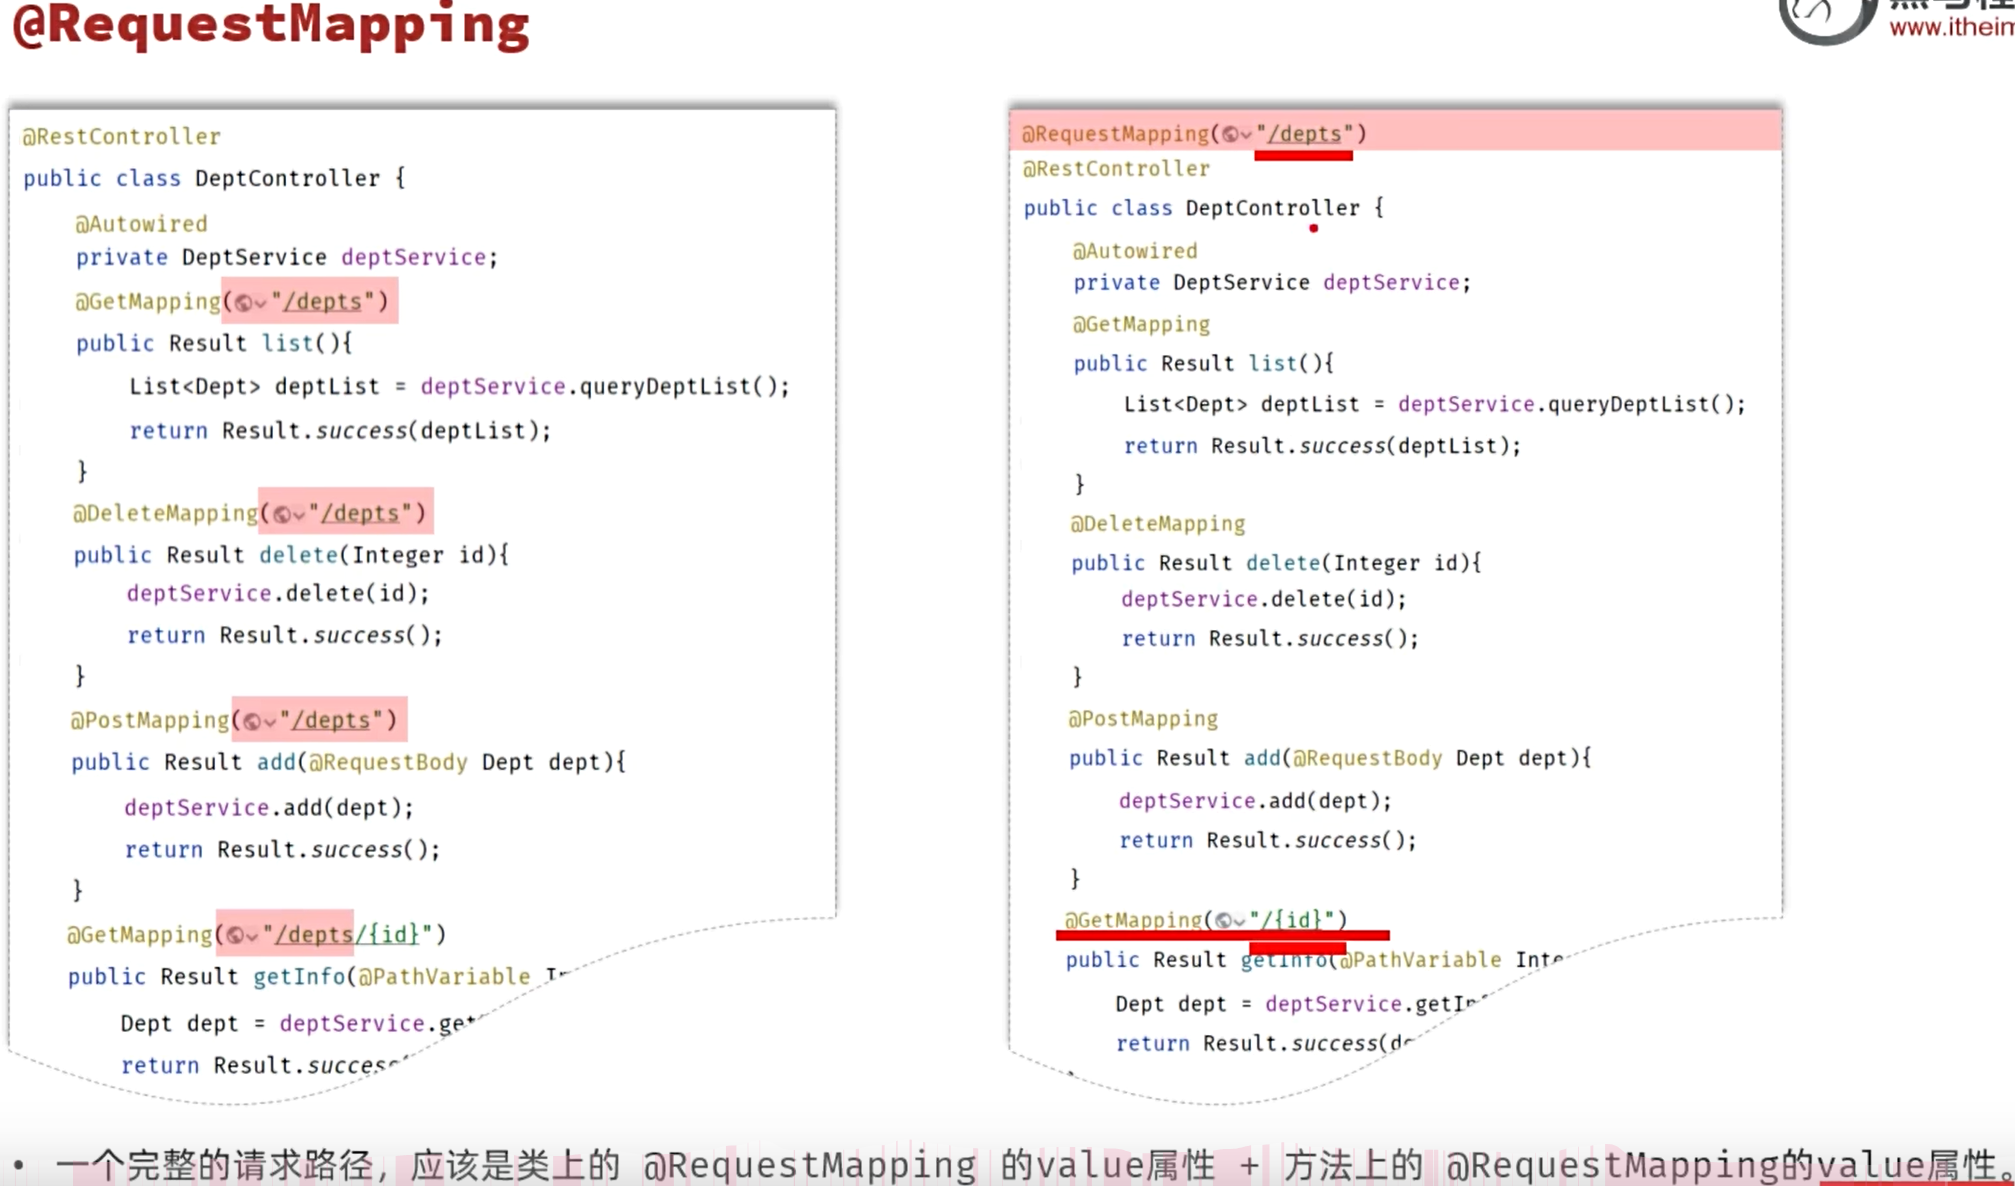 @RequestMapping
www.itheim
@RestController
public class DeptController {
@Autowired
private DeptService deptService;
@GetMapping("/depts")
public Result list(){
List<Dept> deptList = deptService.queryDeptList();
return Result.success(deptList);
}
@DeleteMapping("/depts")
public Result delete(Integer id){
deptService.delete(id);
return Result.success();
}
@PostMapping("/depts")
public Result add(@RequestBody Dept dept){
deptService.add(dept);
return Result.success();
}
@GetMapping("/depts/{id}")
public Result getInfo(@PathVariable
Dept dept = deptService.get
return Result.success
@RequestMapping("/depts")
@RestController
public class DeptController {
@Autowired
private DeptService deptService;
@GetMapping
public Result list(){
List<Dept> deptList = deptService.queryDeptList();
return Result.success(deptList);
}
@DeleteMapping
public Result delete(Integer id){
deptService.delete(id);
return Result.success();
}
@PostMapping
public Result add(@RequestBody Dept dept){
deptService.add(dept);
return Result.success();
}
@GetMapping("/{id}")
public Result getInfo(@PathVariable Inte
Dept dept = deptService.getIn
return Result.success(de
• 一个完整的请求路径，应该是类上的 @RequestMapping 的value属性 + 方法上的 @RequestMapping的value属性。